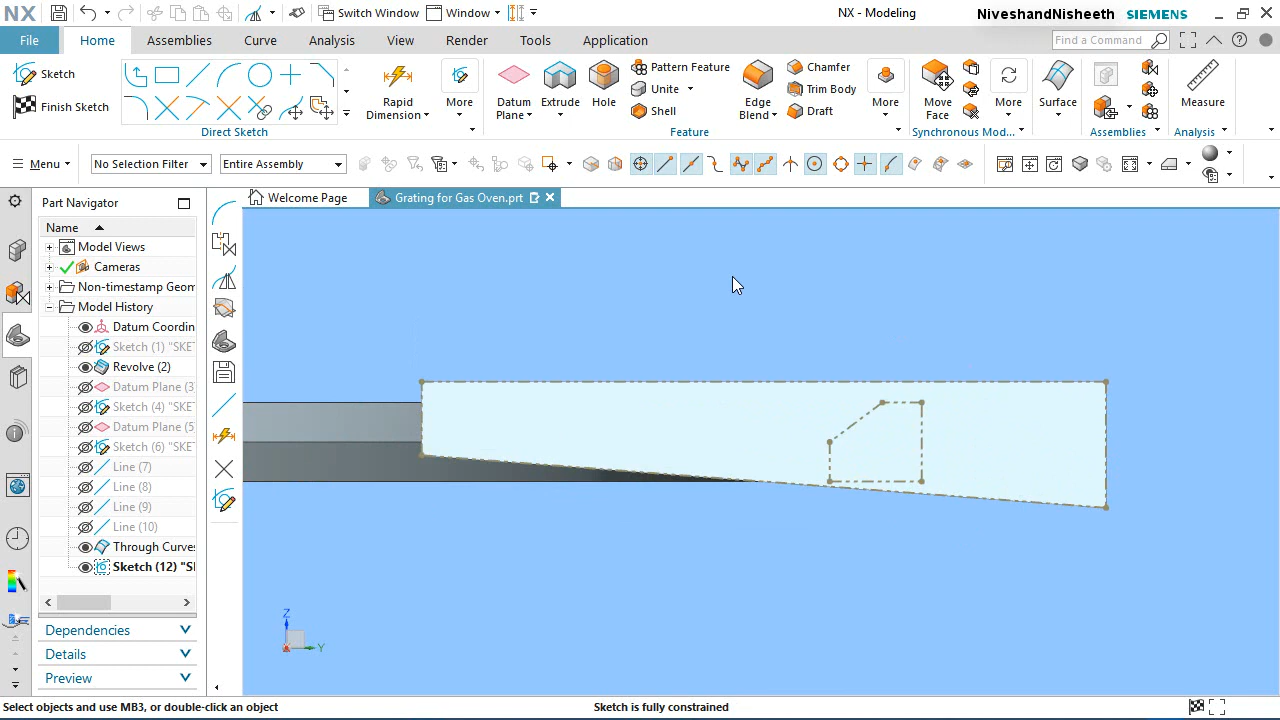 NX
Switch Window
Window
NX - Modeling
NiveshandNisheeth
SIEMENS
File
Home
Assemblies
Curve
Analysis
View
Render
Tools
Application
Find a Command
Sketch
Finish Sketch
Direct Sketch
Rapid Dimension
More
Datum Plane
Extrude
Hole
Pattern Feature
Unite
Shell
Edge Blend
Chamfer
Trim Body
Draft
More
Feature
Move Face
More
Synchronous Mod...
Surface
Assemblies
Measure
Analysis
Menu
No Selection Filter
Entire Assembly
Part Navigator
Welcome Page
Grating for Gas Oven.prt
Name
Model Views
Cameras
Non-timestamp Geom
Model History
Datum Coordin
Sketch (1) "SKE
Revolve (2)
Datum Plane (3
Sketch (4) "SKE
Datum Plane (5
Sketch (6) "SKE
Line (7)
Line (8)
Line (9)
Line (10)
Through Curves
Sketch (12) "SI
Dependencies
Details
Preview
Z
Y
Select objects and use MB3, or double-click an object
Sketch is fully constrained